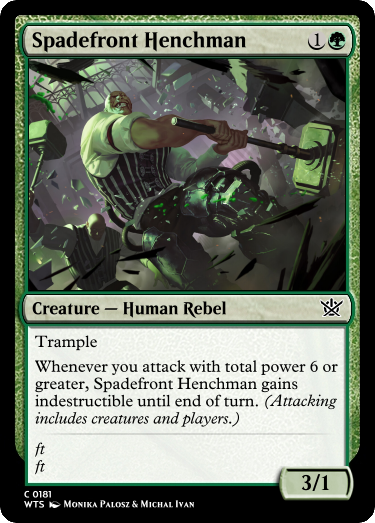 Spadefront Henchman 1
Creature — Human Rebel
Trample
Whenever you attack with total power 6 or
greater, Spadefront Henchman gains
indestructible until end of turn. (Attacking
includes creatures and players.)
ft
ft
3/1
C 0181
WTS Monika Palosz & Michal Ivan